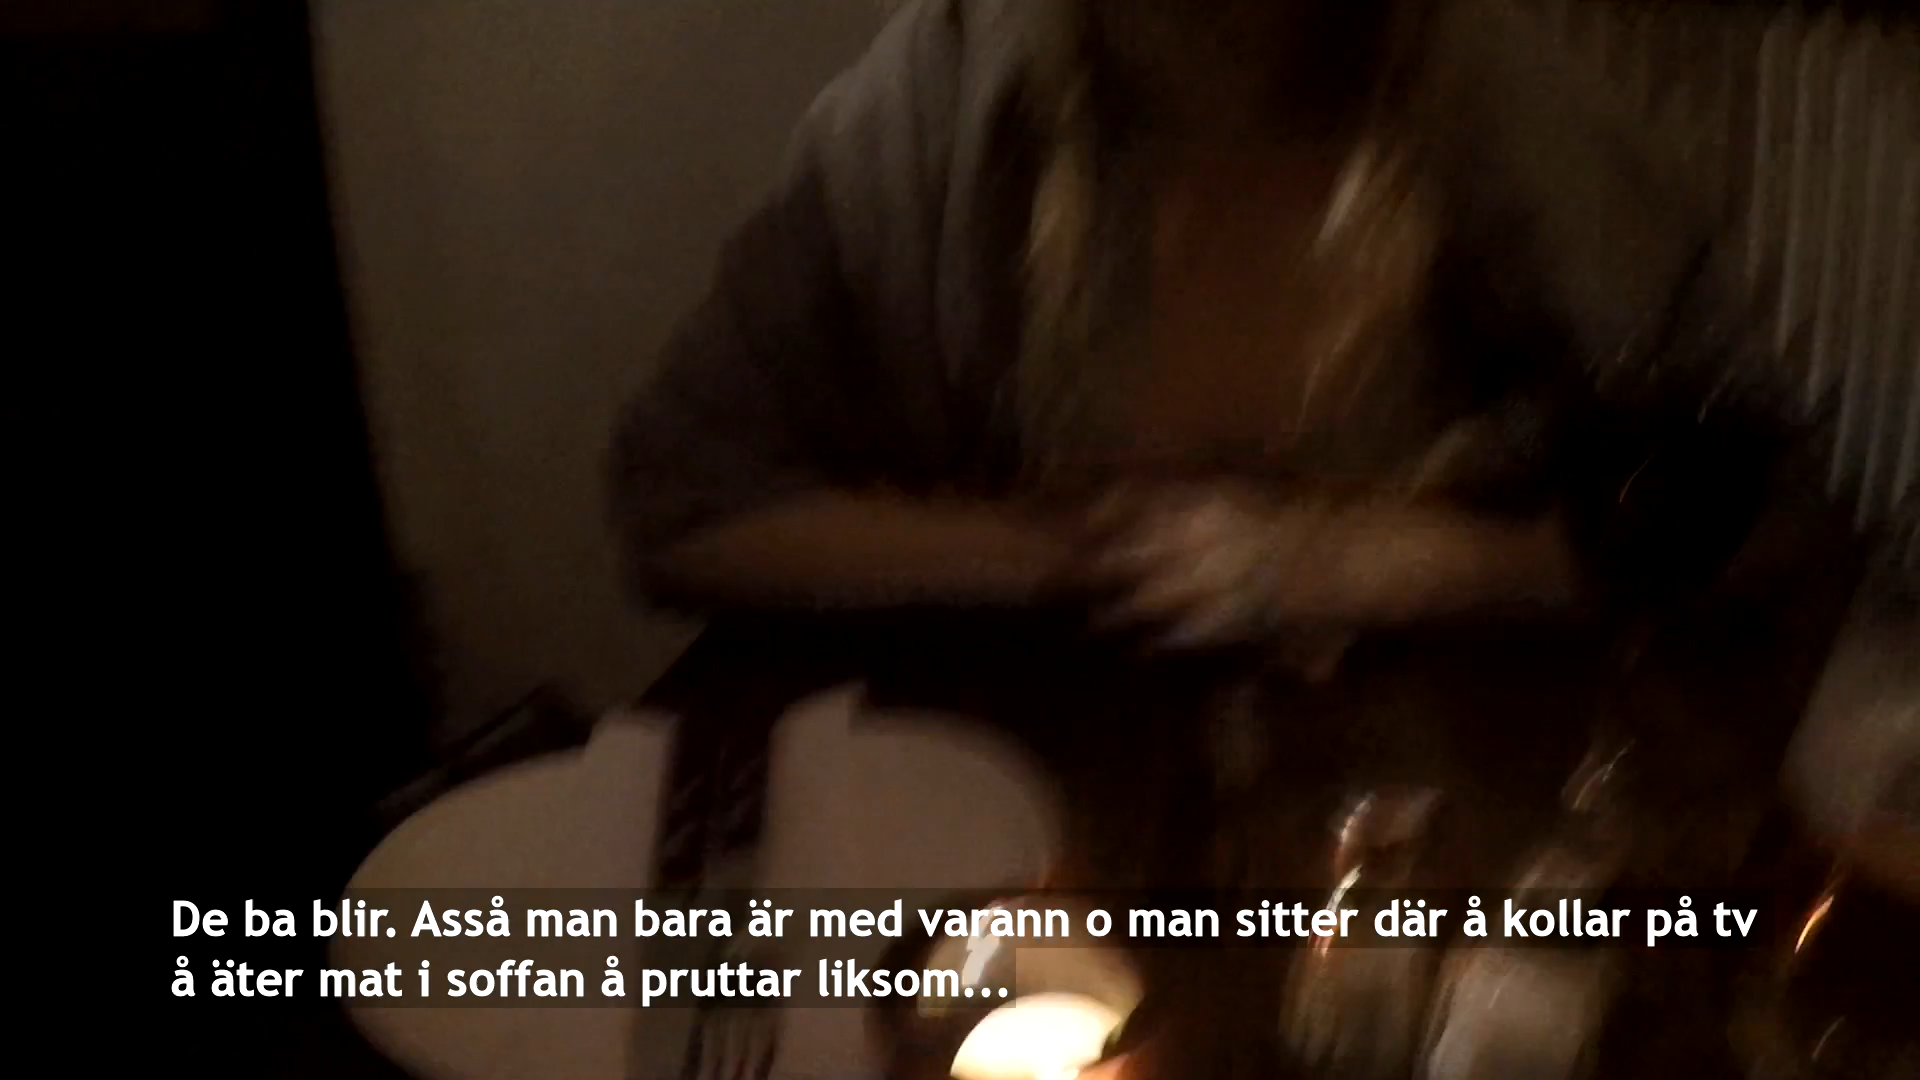 De ba blir. Asså man bara är med varann o man sitter där å kollar på tv
å äter mat i soffan å pruttar liksom...